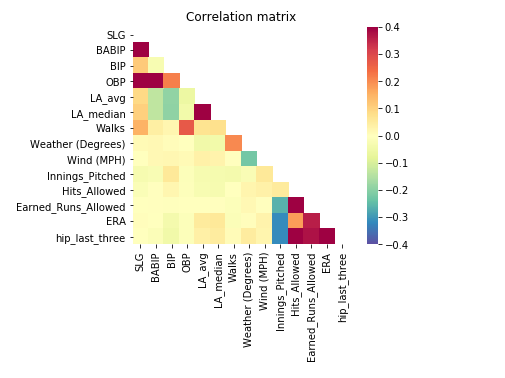 Correlation matrix
SLG
BABIP
BIP
OBP
LA_avg
LA_median
Walks
Weather (Degrees)
Wind (MPH)
Innings_Pitched
Hits_Allowed
Earned_Runs_Allowed
ERA
hip_last_three
SLG
BABIP
BIP
OBP
LA_avg
LA_median
Walks
Weather (Degrees)
Wind (MPH)
Innings_Pitched
Hits_Allowed
Earned_Runs_Allowed
ERA
hip_last_three
0.4
0.3
0.2
0.1
0.0
−0.1
−0.2
−0.3
−0.4